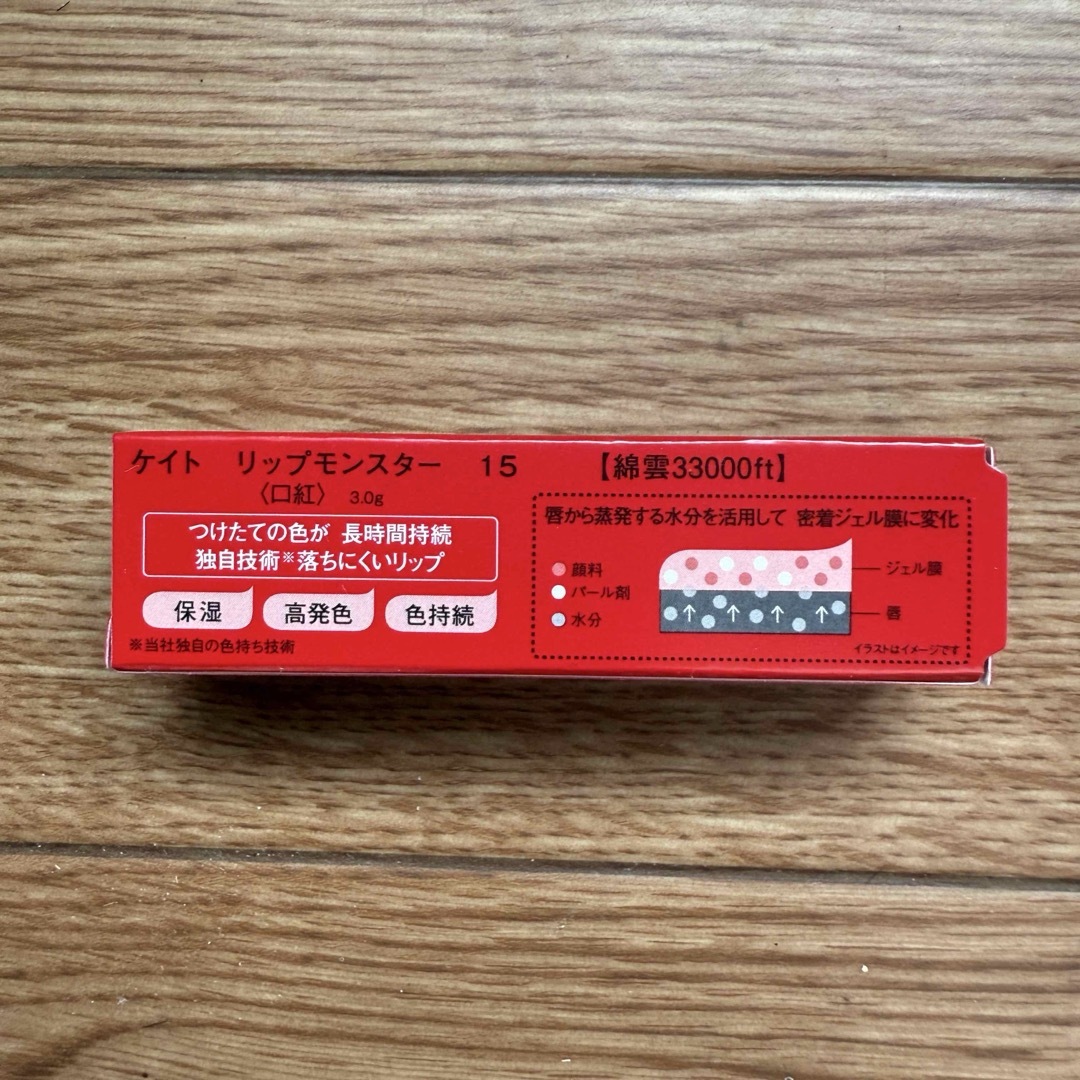 ケイト リップモンスター 15 【綿雲33000ft】
〈口紅〉 3.0g
つけたての色が 長時間持続
独自技術※落ちにくいリップ
保湿 高発色 色持続
※当社独自の色持ち技術
唇から蒸発する水分を活用して 密着ジェル膜に変化
顔料
パール剤
水分
ジェル膜
唇
イラストはイメージです